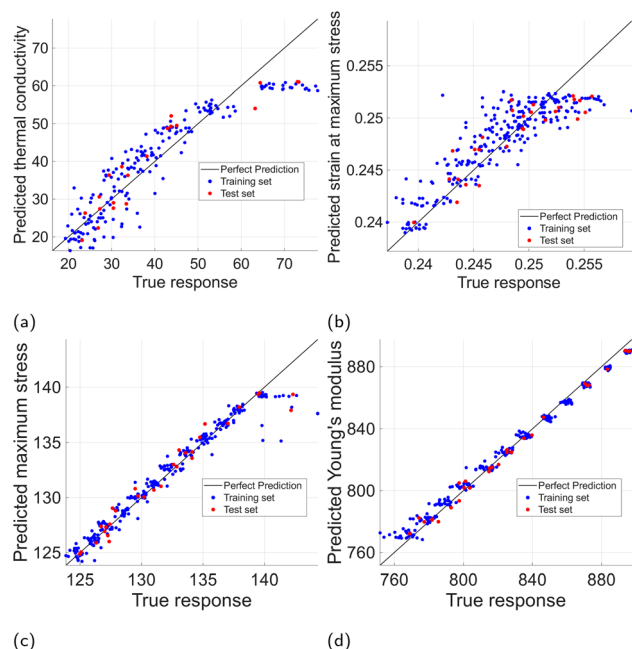 Predicted thermal conductivity
70
60
50
40
30
20
20 30 40 50 60 70
True response
Perfect Prediction
Training set
Test set
(a)
Predicted strain at maximum stress
0.255
0.25
0.245
0.24
0.24 0.245 0.25 0.255
True response
Perfect Prediction
Training set
Test set
(b)
Predicted maximum stress
140
135
130
125
125 130 135 140
True response
Perfect Prediction
Training set
Test set
(c)
Predicted Young's modulus
880
840
800
760
760 800 840 880
True response
Perfect Prediction
Training set
Test set
(d)